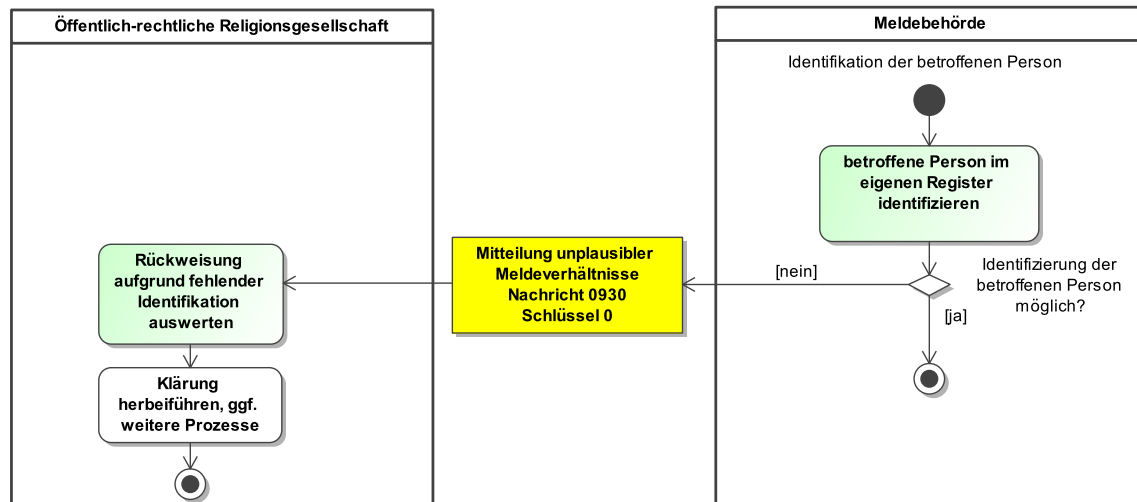 Öffentlich-rechtliche Religionsgesellschaft
Meldebehörde
Identifikation der betroffenen Person
betroffene Person im
eigenen Register
identifizieren
Identifizierung der
betroffenen Person
möglich?
[nein]
[ja]
Mitteilung unplausibler
Meldeverhältnisse
Nachricht 0930
Schlüssel 0
Rückweisung
aufgrund fehlender
Identifikation
auswerten
Klärung
herbeiführen, ggf.
weitere Prozesse